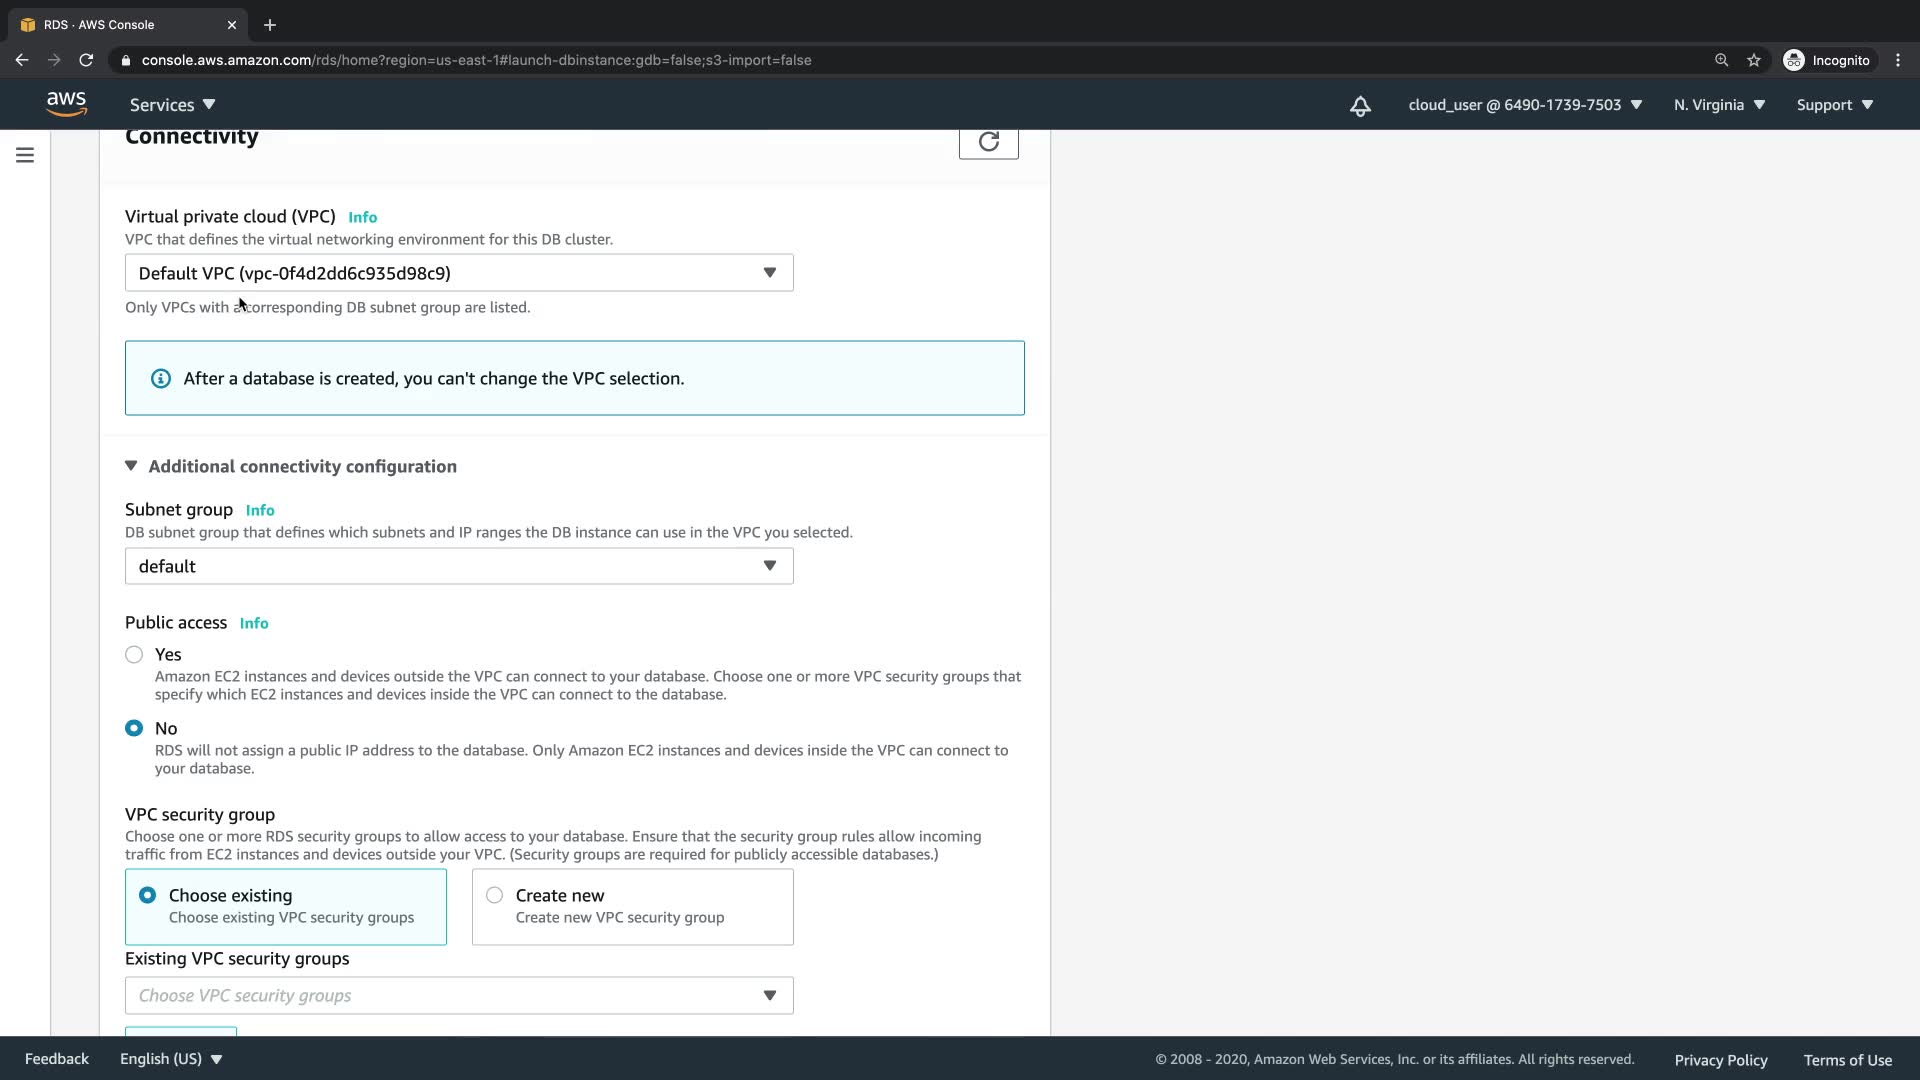 RDS · AWS Console
console.aws.amazon.com/rds/home?region=us-east-1#launch-dbinstance:gdb=false;s3-import=false
Incognito
aws
Services
cloud_user @ 6490-1739-7503
N. Virginia
Support
Connectivity
Virtual private cloud (VPC) Info
VPC that defines the virtual networking environment for this DB cluster.
Default VPC (vpc-0f4d2dd6c935d98c9)
Only VPCs with a corresponding DB subnet group are listed.
After a database is created, you can't change the VPC selection.
Additional connectivity configuration
Subnet group Info
DB subnet group that defines which subnets and IP ranges the DB instance can use in the VPC you selected.
default
Public access Info
Yes
Amazon EC2 instances and devices outside the VPC can connect to your database. Choose one or more VPC security groups that
specify which EC2 instances and devices inside the VPC can connect to the database.
No
RDS will not assign a public IP address to the database. Only Amazon EC2 instances and devices inside the VPC can connect to
your database.
VPC security group
Choose one or more RDS security groups to allow access to your database. Ensure that the security group rules allow incoming
traffic from EC2 instances and devices outside your VPC. (Security groups are required for publicly accessible databases.)
Choose existing
Choose existing VPC security groups
Create new
Create new VPC security group
Existing VPC security groups
Choose VPC security groups
Feedback
English (US)
© 2008 - 2020, Amazon Web Services, Inc. or its affiliates. All rights reserved.
Privacy Policy
Terms of Use